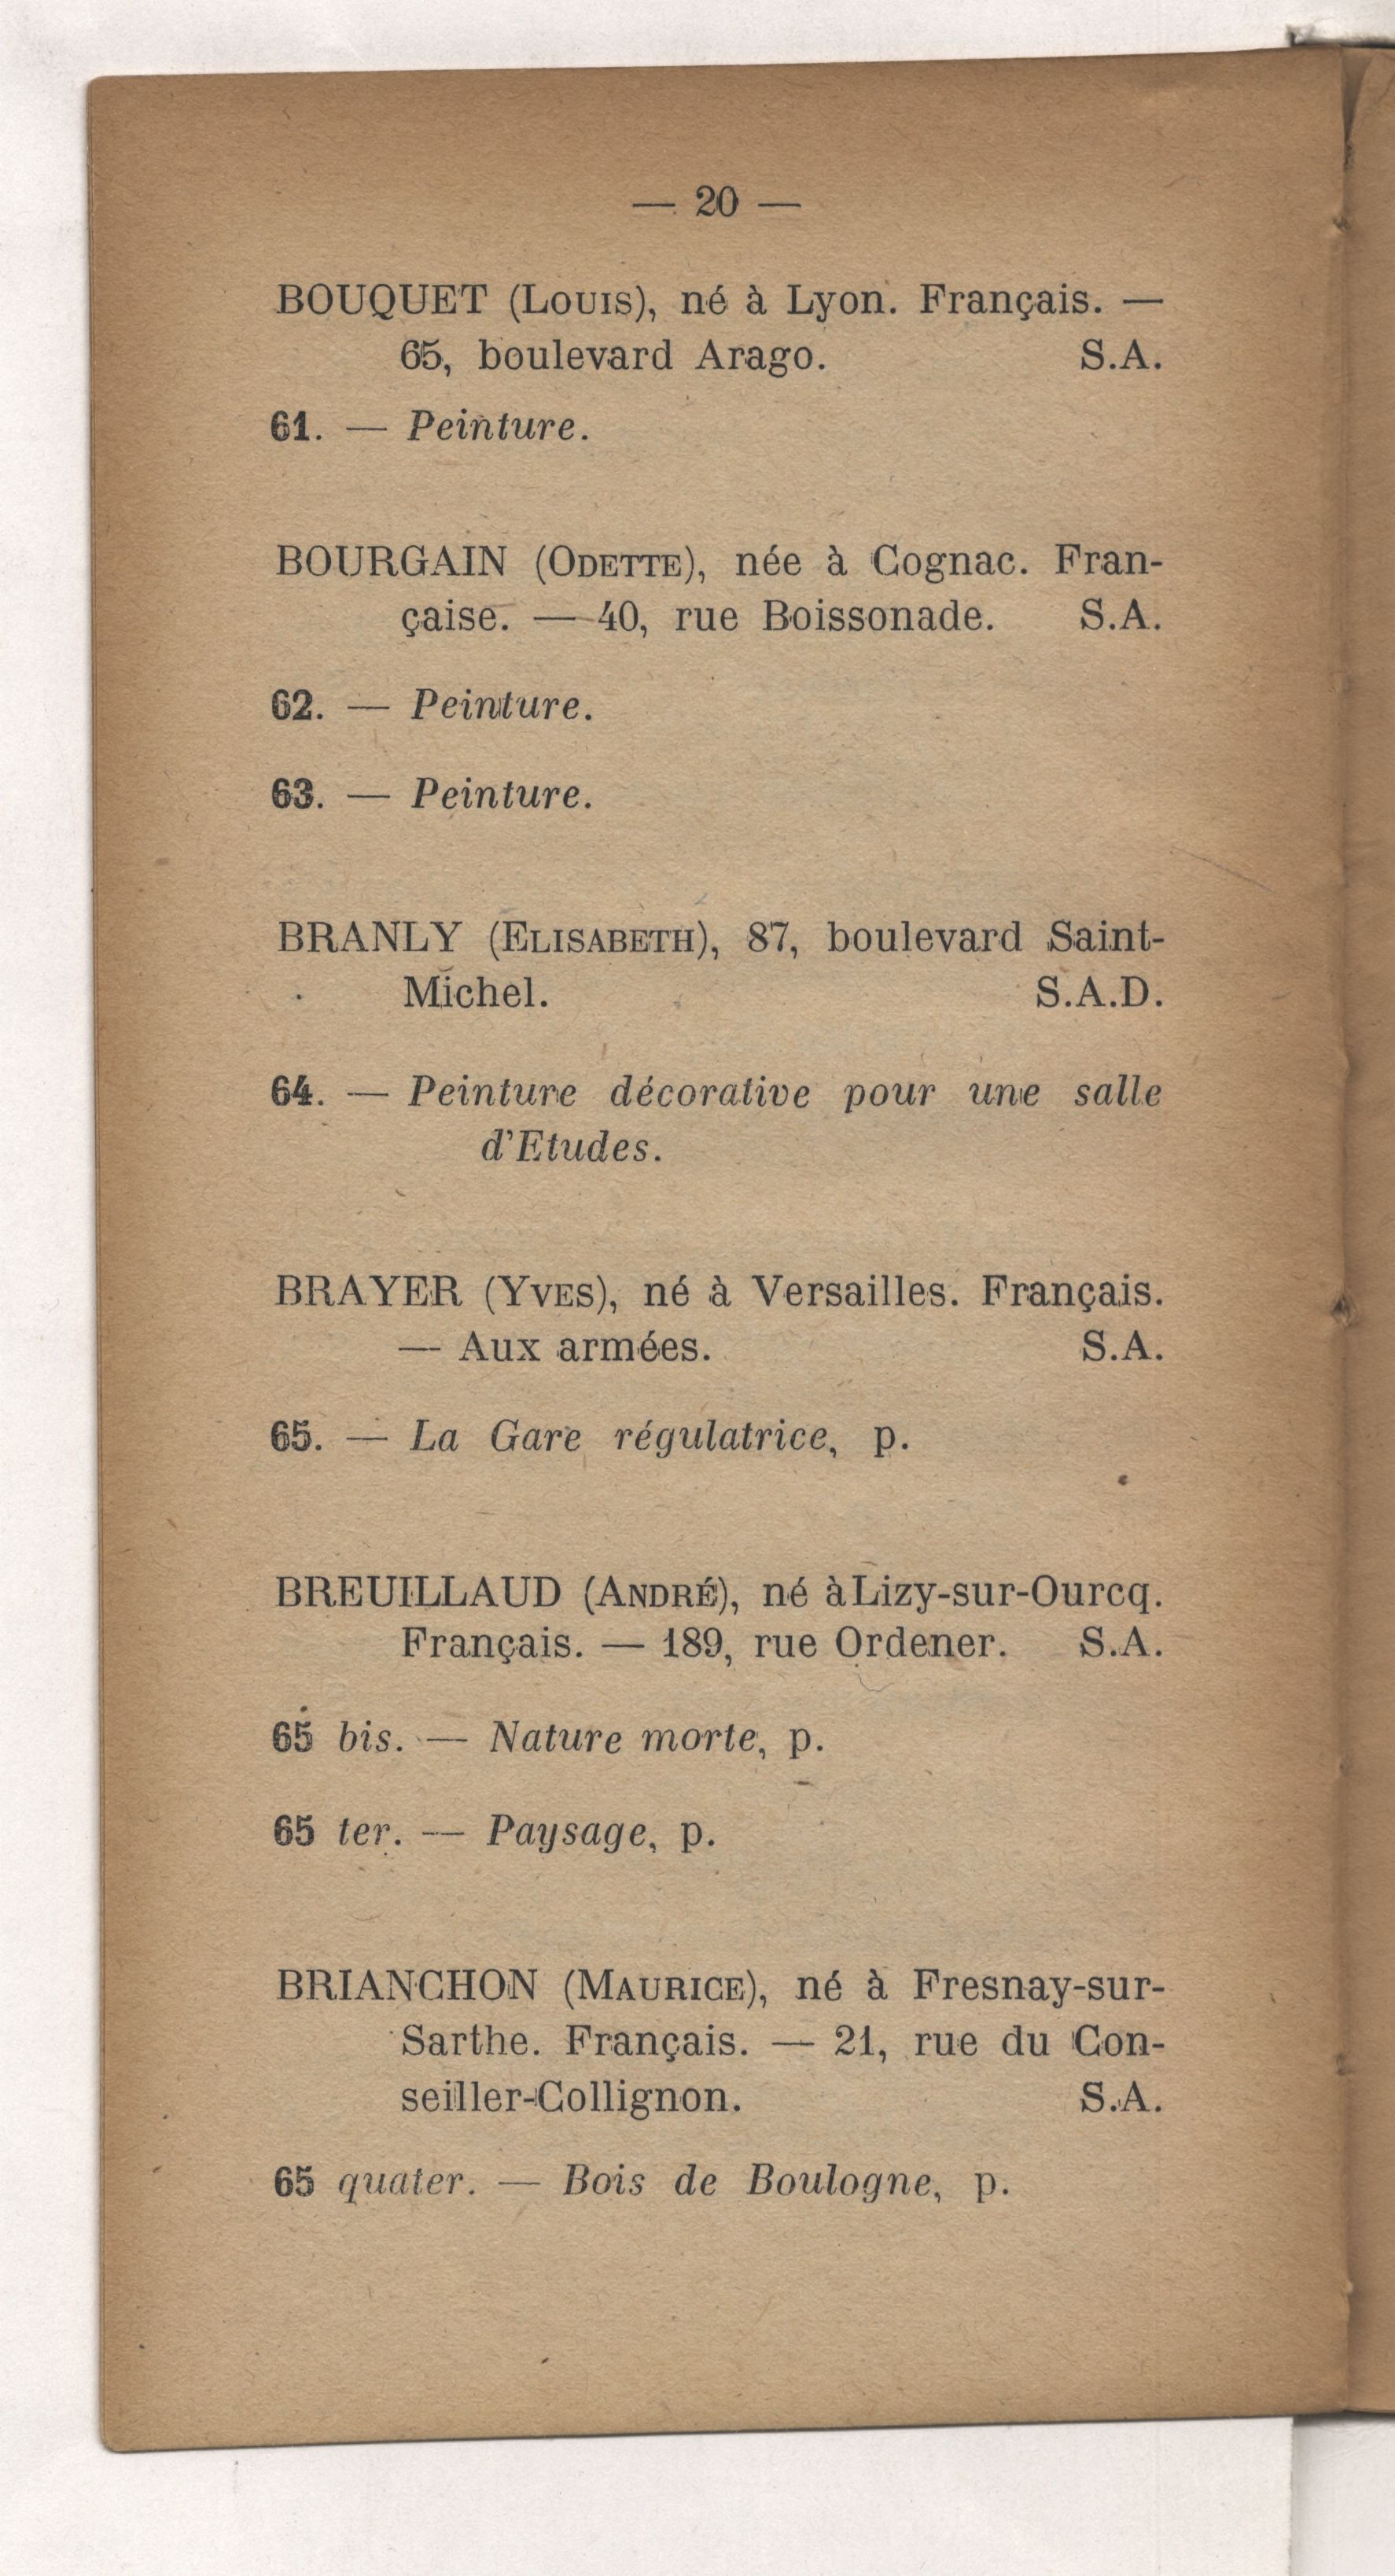 — 20 —
BOUQUET (Louis), né à Lyon. Français. —
65, boulevard Arago. S.A.
61. — Peinture.
BOURGAIN (Odette), née à Cognac. Fran-
çaise. — 40, rue Boissonade. S.A.
62. — Peinture.
63. — Peinture.
BRANLY (Elisabeth), 87, boulevard Saint-
Michel. S.A.D.
64. — Peinture décorative pour une salle
d'Etudes.
BRAYER (Yves), né à Versailles. Français.
— Aux armées. S.A.
65. — La Gare régulatrice, p.
BREUILLAUD (André), né à Lizy-sur-Ourcq.
Français. — 189, rue Ordener. S.A.
65 bis. — Nature morte, p.
65 ter. — Paysage, p.
BRIANCHON (Maurice), né à Fresnay-sur-
Sarthe. Français. — 21, rue du Con-
seiller-Collignon. S.A.
65 quater. — Bois de Boulogne, p.